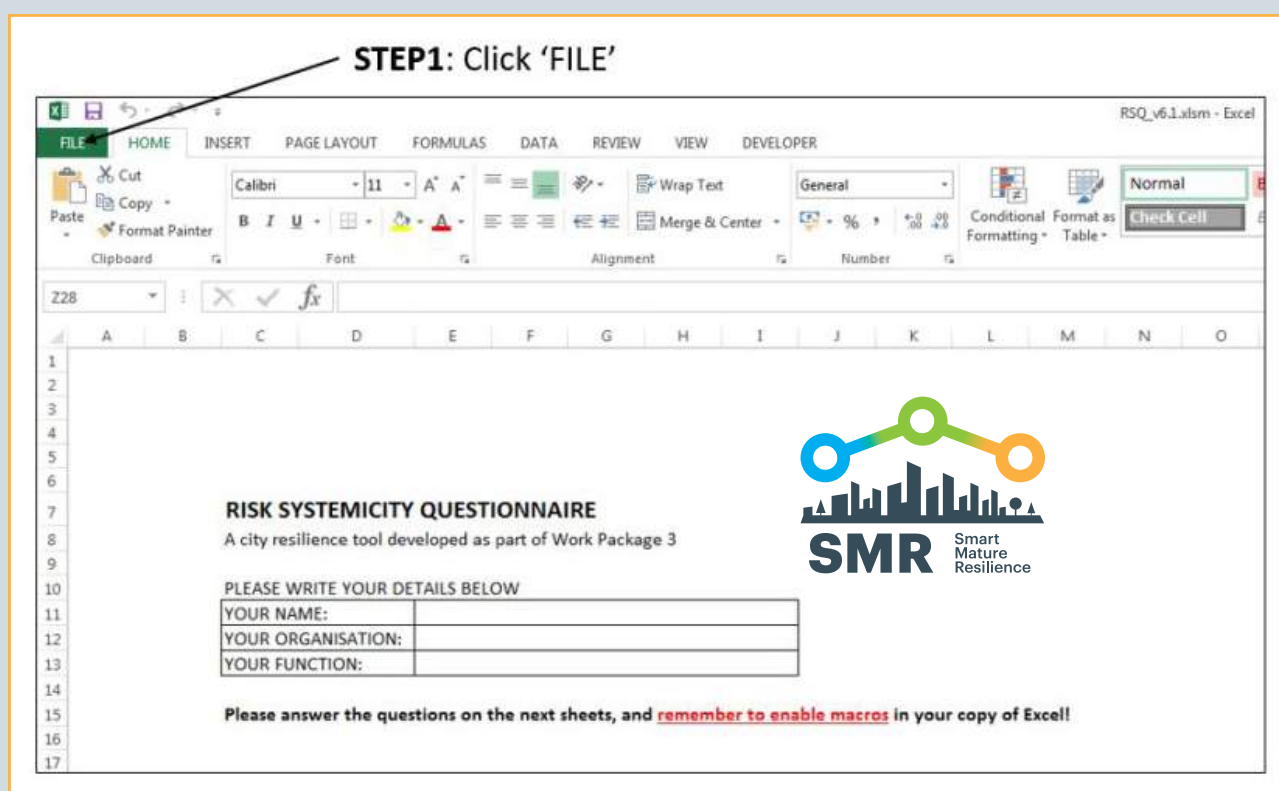 STEP1: Click ‘FILE’
RSQ_v6.1.xlsm - Excel
FILE HOME INSERT PAGE LAYOUT FORMULAS DATA REVIEW VIEW DEVELOPER
Cut
Copy
Format Painter
Paste
Calibri 11 A A
B I U A
Wrap Text
Merge & Center
General
% ,
Conditional Formatting
Format as Table
Normal
Check Cell
Clipboard Font Alignment Number
Z28 fx
A B C D E F G H I J K L M N O
1
2
3
4
5
6
7 RISK SYSTEMICITY QUESTIONNAIRE
8 A city resilience tool developed as part of Work Package 3
9
10 PLEASE WRITE YOUR DETAILS BELOW
11 YOUR NAME:
12 YOUR ORGANISATION:
13 YOUR FUNCTION:
14
15 Please answer the questions on the next sheets, and remember to enable macros in your copy of Excel!
16
17
SMR
Smart
Mature
Resilience